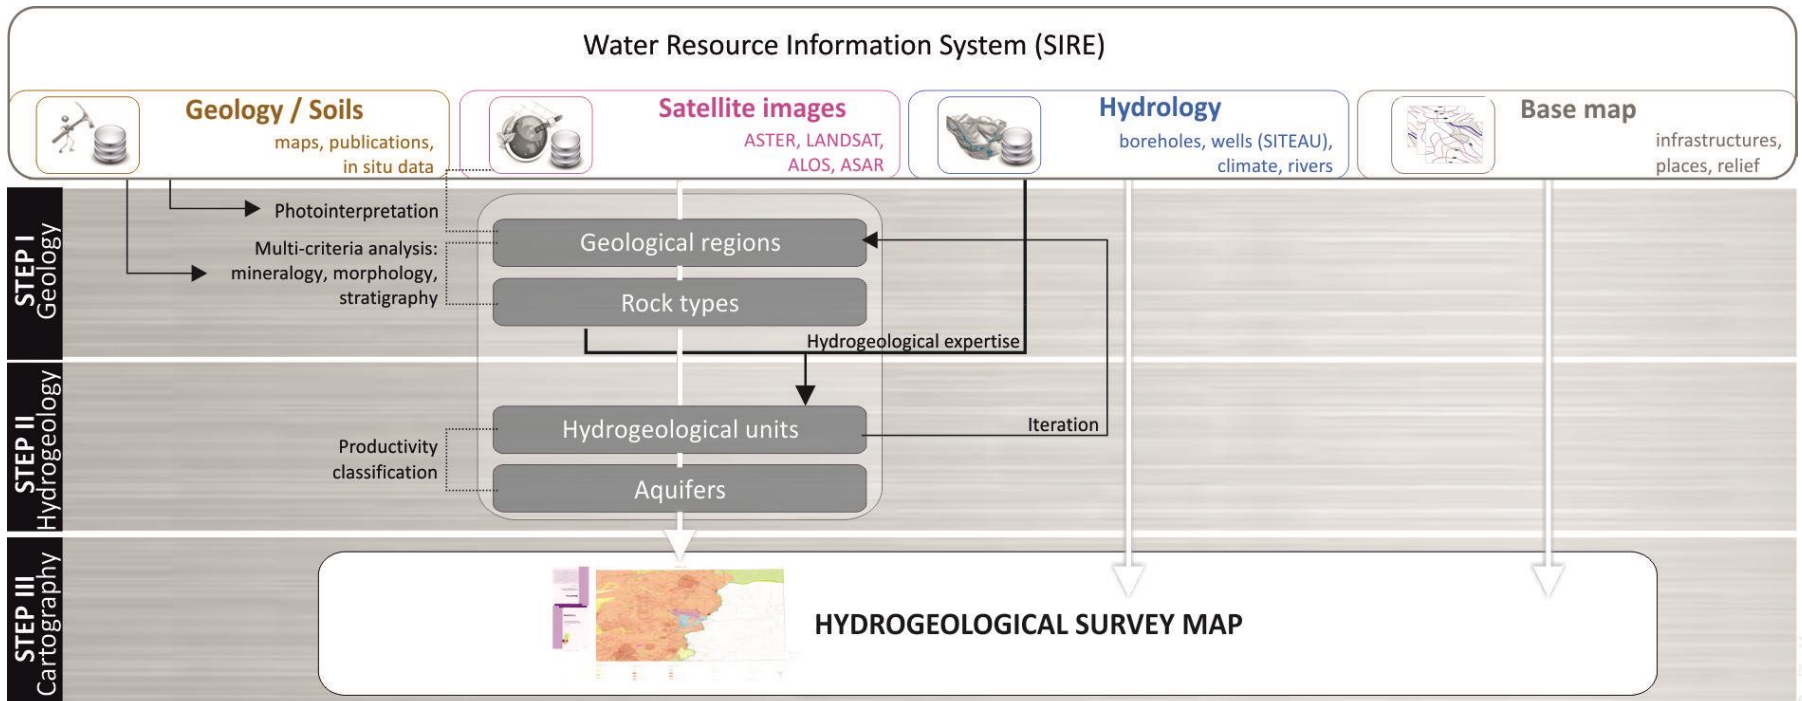 Water Resource Information System (SIRE)
Geology / Soils
maps, publications,
in situ data
Satellite images
ASTER, LANDSAT,
ALOS, ASAR
Hydrology
boreholes, wells (SITEAU),
climate, rivers
Base map
infrastructures,
places, relief
STEP I
Geology
Photointerpretation
Multi-criteria analysis:
mineralogy, morphology,
stratigraphy
Geological regions
Rock types
Hydrogeological expertise
STEP II
Hydrogeology
Productivity
classification
Hydrogeological units
Aquifers
Iteration
STEP III
Cartography
HYDROGEOLOGICAL SURVEY MAP